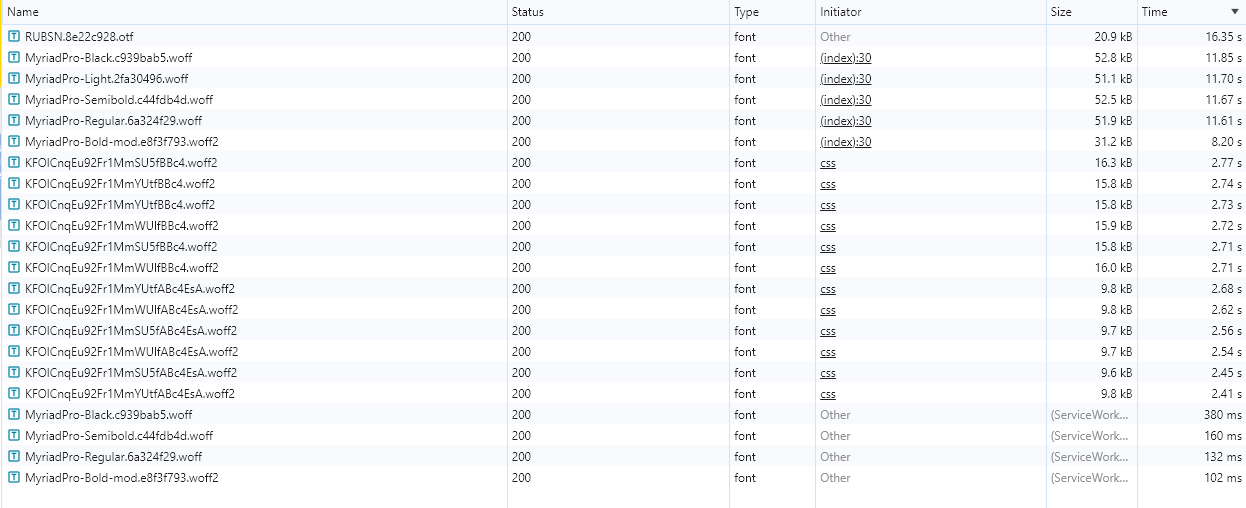 Name Status Type Initiator Size Time
RUBSN.8e22c928.otf 200 font Other 20.9 kB 16.35 s
MyriadPro-Black.c939bab5.woff 200 font (index):30 52.8 kB 11.85 s
MyriadPro-Light.2fa30496.woff 200 font (index):30 51.1 kB 11.70 s
MyriadPro-Semibold.c44fdb4d.woff 200 font (index):30 52.5 kB 11.67 s
MyriadPro-Regular.6a324f29.woff 200 font (index):30 51.9 kB 11.61 s
MyriadPro-Bold-mod.e8f3f793.woff2 200 font (index):30 31.2 kB 8.20 s
KFOlCnqEu92Fr1MmSU5fBBc4.woff2 200 font css 16.3 kB 2.77 s
KFOlCnqEu92Fr1MmYUtfBBc4.woff2 200 font css 15.8 kB 2.74 s
KFOlCnqEu92Fr1MmYUtfBBc4.woff2 200 font css 15.8 kB 2.73 s
KFOlCnqEu92Fr1MmWUlfBBc4.woff2 200 font css 15.9 kB 2.72 s
KFOlCnqEu92Fr1MmSU5fBBc4.woff2 200 font css 15.8 kB 2.71 s
KFOlCnqEu92Fr1MmWUlfBBc4.woff2 200 font css 16.0 kB 2.71 s
KFOlCnqEu92Fr1MmYUtfABc4EsA.woff2 200 font css 9.8 kB 2.68 s
KFOlCnqEu92Fr1MmWUlfABc4EsA.woff2 200 font css 9.8 kB 2.62 s
KFOlCnqEu92Fr1MmSU5fABc4EsA.woff2 200 font css 9.7 kB 2.56 s
KFOlCnqEu92Fr1MmWUlfABc4EsA.woff2 200 font css 9.7 kB 2.54 s
KFOlCnqEu92Fr1MmSU5fABc4EsA.woff2 200 font css 9.6 kB 2.45 s
KFOlCnqEu92Fr1MmYUtfABc4EsA.woff2 200 font css 9.8 kB 2.41 s
MyriadPro-Black.c939bab5.woff 200 font Other (ServiceWork... 380 ms
MyriadPro-Semibold.c44fdb4d.woff 200 font Other (ServiceWork... 160 ms
MyriadPro-Regular.6a324f29.woff 200 font Other (ServiceWork... 132 ms
MyriadPro-Bold-mod.e8f3f793.woff2 200 font Other (ServiceWork... 102 ms